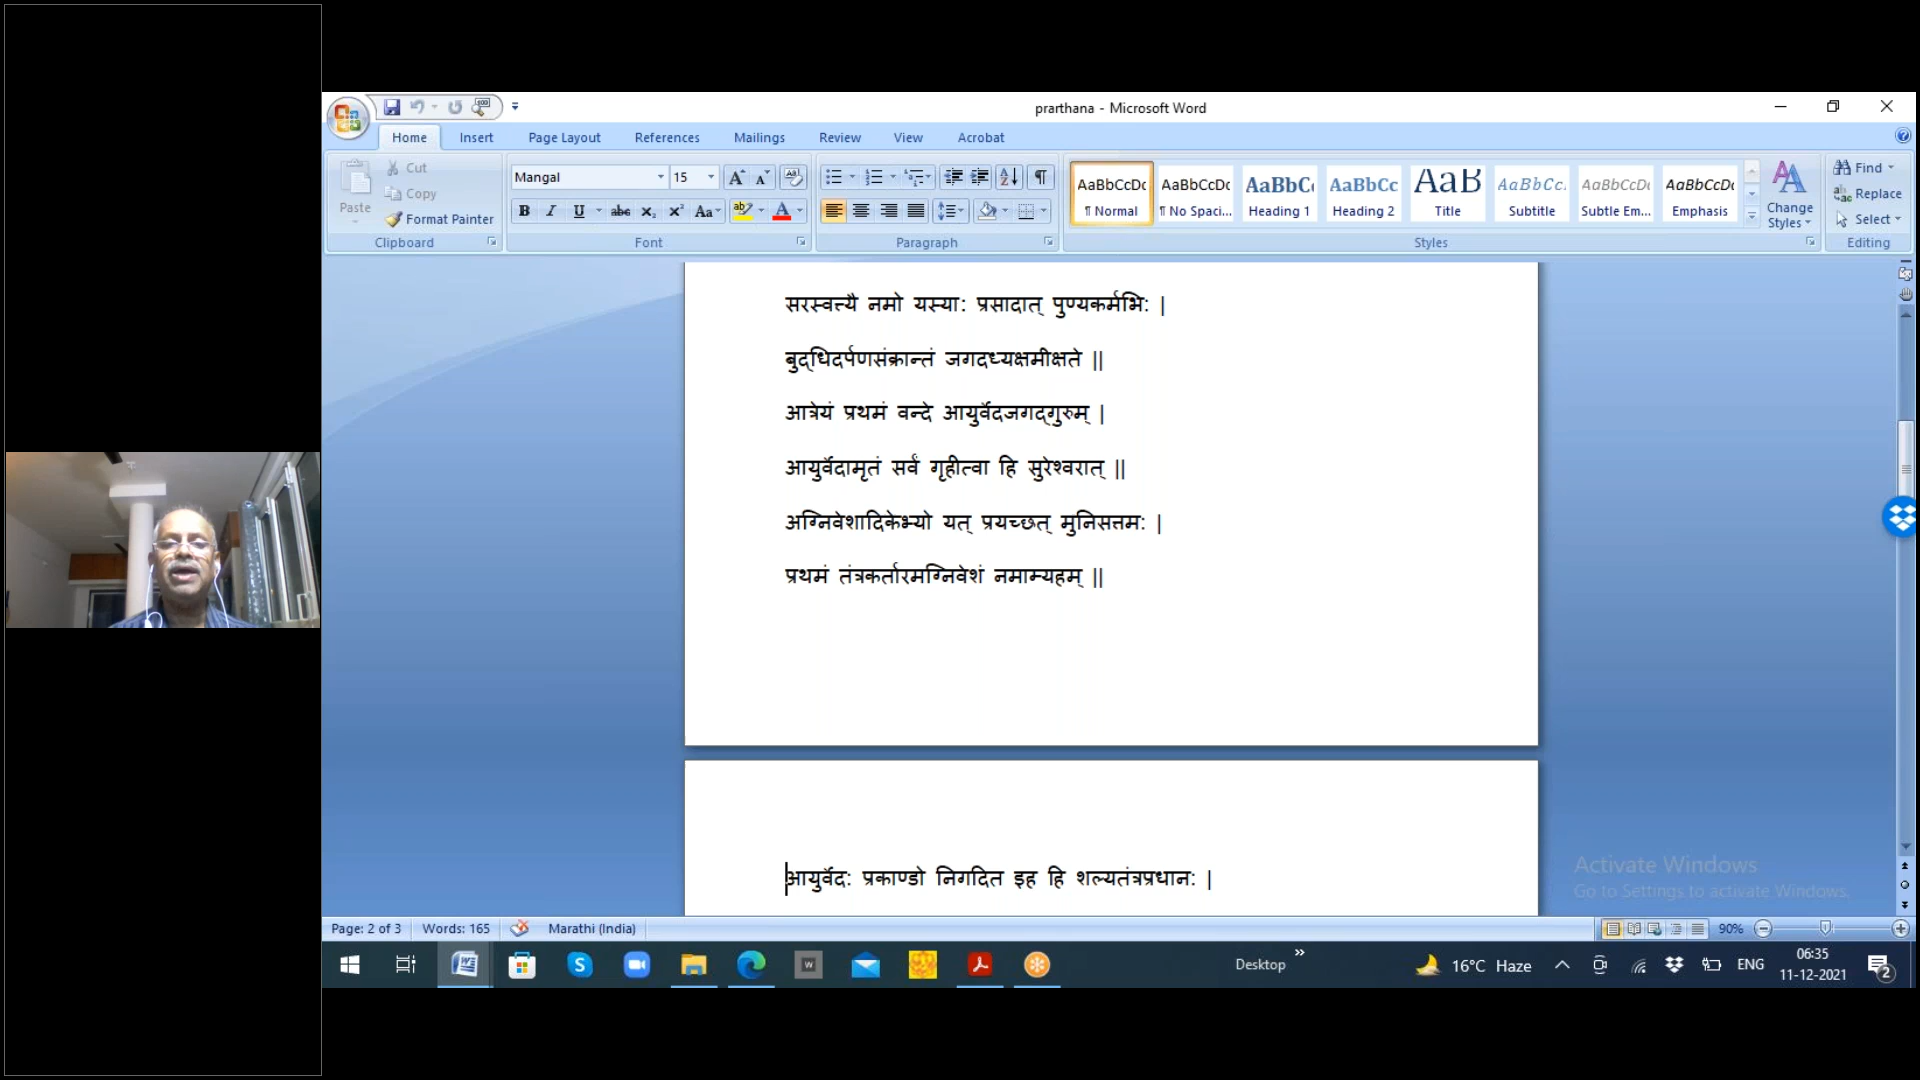 prarthana - Microsoft Word
Home Insert Page Layout References Mailings Review View Acrobat
Paste
Cut
Copy
Format Painter
Clipboard
Mangal 15
Font
Paragraph
AaBbCcDc AaBbCcDc AaBbC AaBbCc AaB AaBbCc. AaBbCcDc AaBbCcDc
¶ Normal ¶ No Spaci... Heading 1 Heading 2 Title Subtitle Subtle Em... Emphasis
Change Styles
Styles
Find
Replace
Select
Editing
सरस्वत्यै नमो यस्या: प्रसादात् पुण्यकर्मभि: |
बुद्धिदर्पणसंक्रान्तं जगदध्यक्षमीक्षते ||
आत्रेयं प्रथमं वन्दे आयुर्वेदजगद्गुरुम् |
आयुर्वेदामृतं सर्वं गृहीत्वा हि सुरेश्वरात् ||
अग्निवेशादिकेभ्यो यत् प्रयच्छत् मुनिसत्तम: |
प्रथमं तंत्रकर्तारमग्निवेशं नमाम्यहम् ||
आयुर्वेद: प्रकाण्डो निगदित इह हि शल्यतंत्रप्रधान: |
Activate Windows
Go to Settings to activate Windows.
Page: 2 of 3 Words: 165 Marathi (India) 90%
Desktop 16°C Haze ENG 06:35
11-12-2021 2